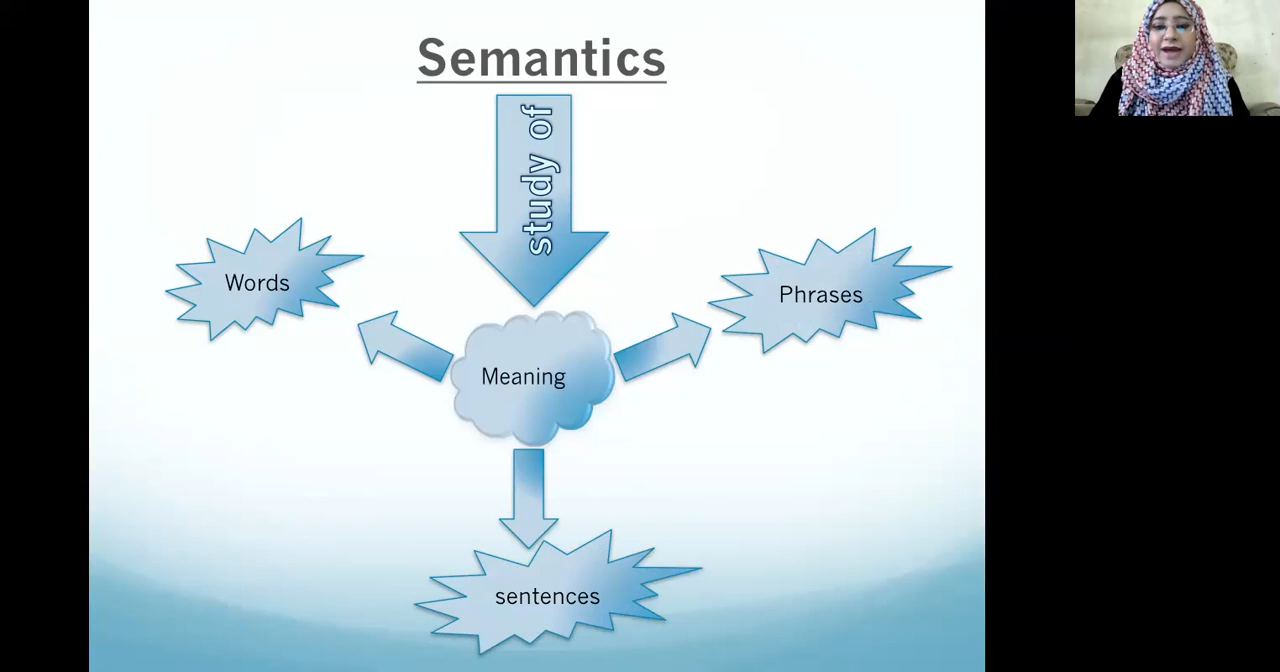 Semantics
study of
Words
Phrases
Meaning
sentences